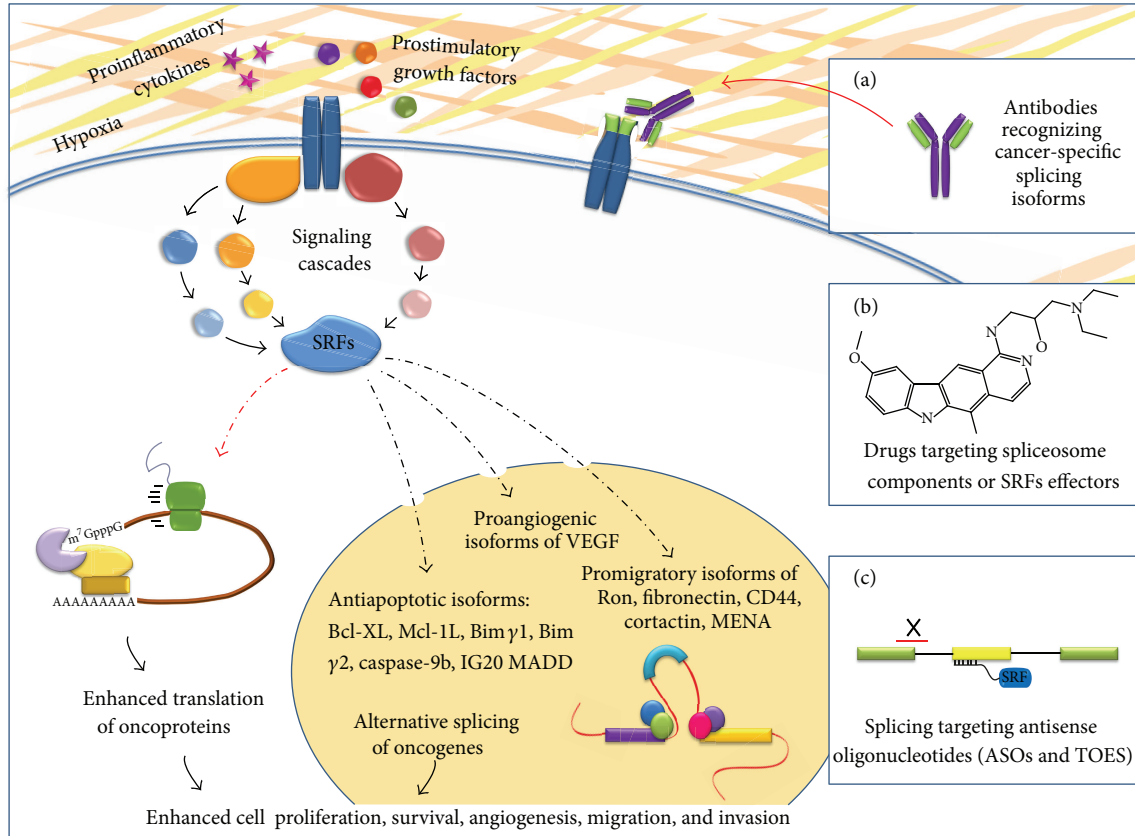 Proinflammatory
cytokines
Hypoxia
Prostimulatory
growth factors
Signaling
cascades
SRFs
m⁷ GpppG
AAAAAAAAA
Enhanced translation
of oncoproteins
Proangiogenic
isoforms of VEGF
Antiapoptotic isoforms:
Bcl-XL, Mcl-1L, Bim γ1, Bim
γ2, caspase-9b, IG20 MADD
Promigratory isoforms of
Ron, fibronectin, CD44,
cortactin, MENA
Alternative splicing
of oncogenes
Enhanced cell proliferation, survival, angiogenesis, migration, and invasion
(a)
Antibodies
recognizing
cancer-specific
splicing
isoforms
(b)
O
N
H
HN
N
O
N
Drugs targeting spliceosome
components or SRFs effectors
(c)
X
SRF
Splicing targeting antisense
oligonucleotides (ASOs and TOES)